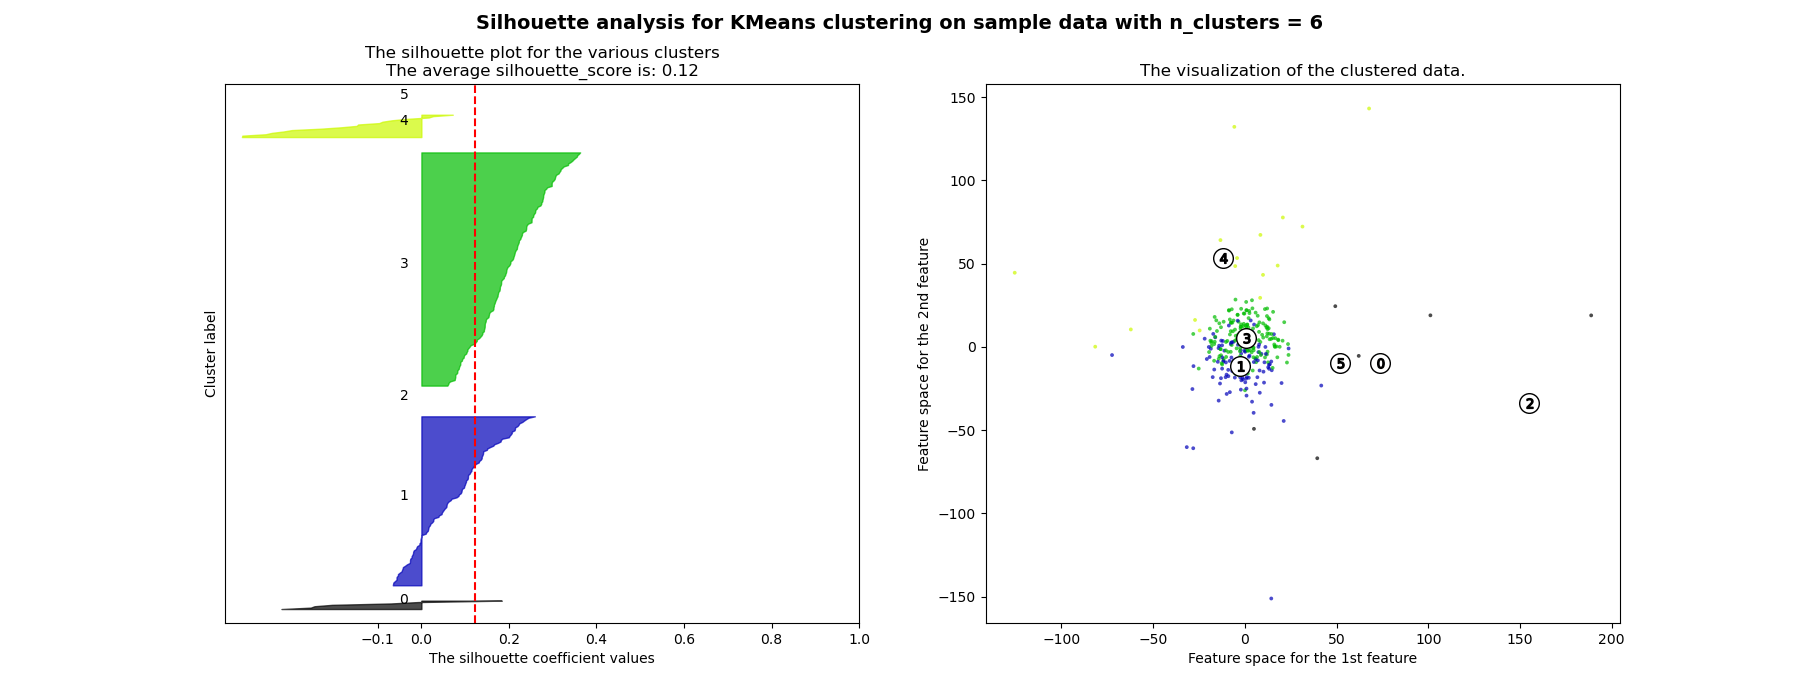 Silhouette analysis for KMeans clustering on sample data with n_clusters = 6
The silhouette plot for the various clusters
The average silhouette_score is: 0.12
5
4
3
2
1
0
Cluster label
−0.1 0.0 0.2 0.4 0.6 0.8 1.0
The silhouette coefficient values
The visualization of the clustered data.
150
100
50
0
−50
−100
−150
Feature space for the 2nd feature
4
3
1
5
0
2
−100 −50 0 50 100 150 200
Feature space for the 1st feature